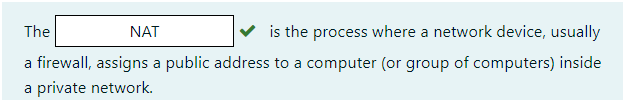 The NAT is the process where a network device, usually
a firewall, assigns a public address to a computer (or group of computers) inside
a private network.